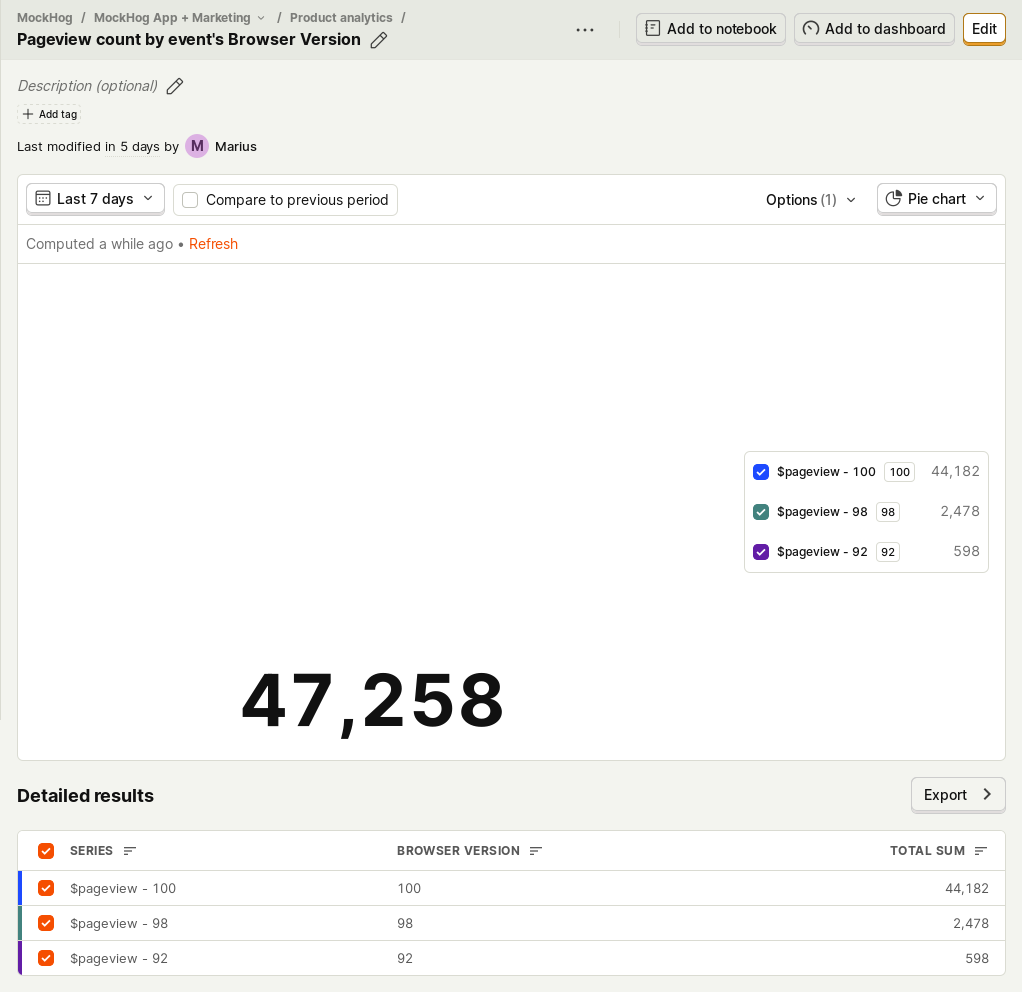 MockHog / MockHog App + Marketing / Product analytics /
Pageview count by event's Browser Version
Add to notebook
Add to dashboard
Edit
Description (optional)
Add tag
Last modified in 5 days by M Marius
Last 7 days
Compare to previous period
Options (1)
Pie chart
Computed a while ago • Refresh
$pageview - 100 100 44,182
$pageview - 98 98 2,478
$pageview - 92 92 598
47,258
Detailed results
Export
SERIES BROWSER VERSION TOTAL SUM
$pageview - 100 100 44,182
$pageview - 98 98 2,478
$pageview - 92 92 598